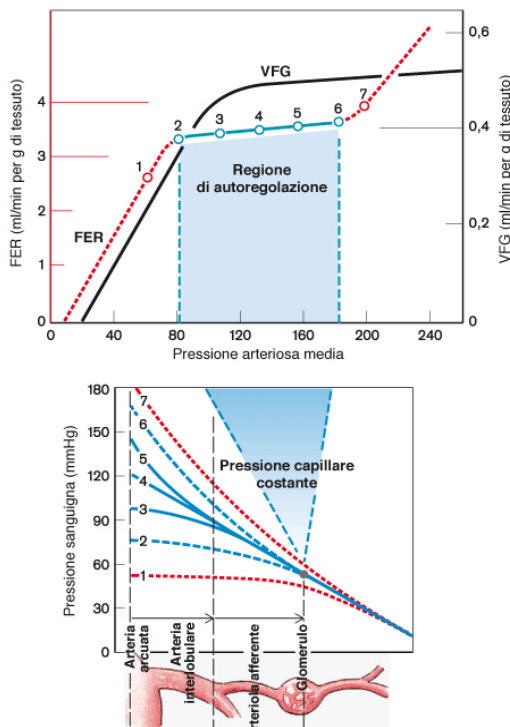 FER (ml/min per g di tessuto)
4
3
2
1
0
VFG (ml/min per g di tessuto)
0,6
0,4
0,2
0
VFG
FER
1
2
3
4
5
6
7
Regione
di autoregolazione
0
40
80
120
160
200
240
Pressione arteriosa media
Pressione sanguigna (mmHg)
180
150
120
90
60
30
0
7
6
5
4
3
2
1
Pressione capillare
costante
Arteria
arcuata
Arteria
interlobulare
teriola afferente
Glomerulo